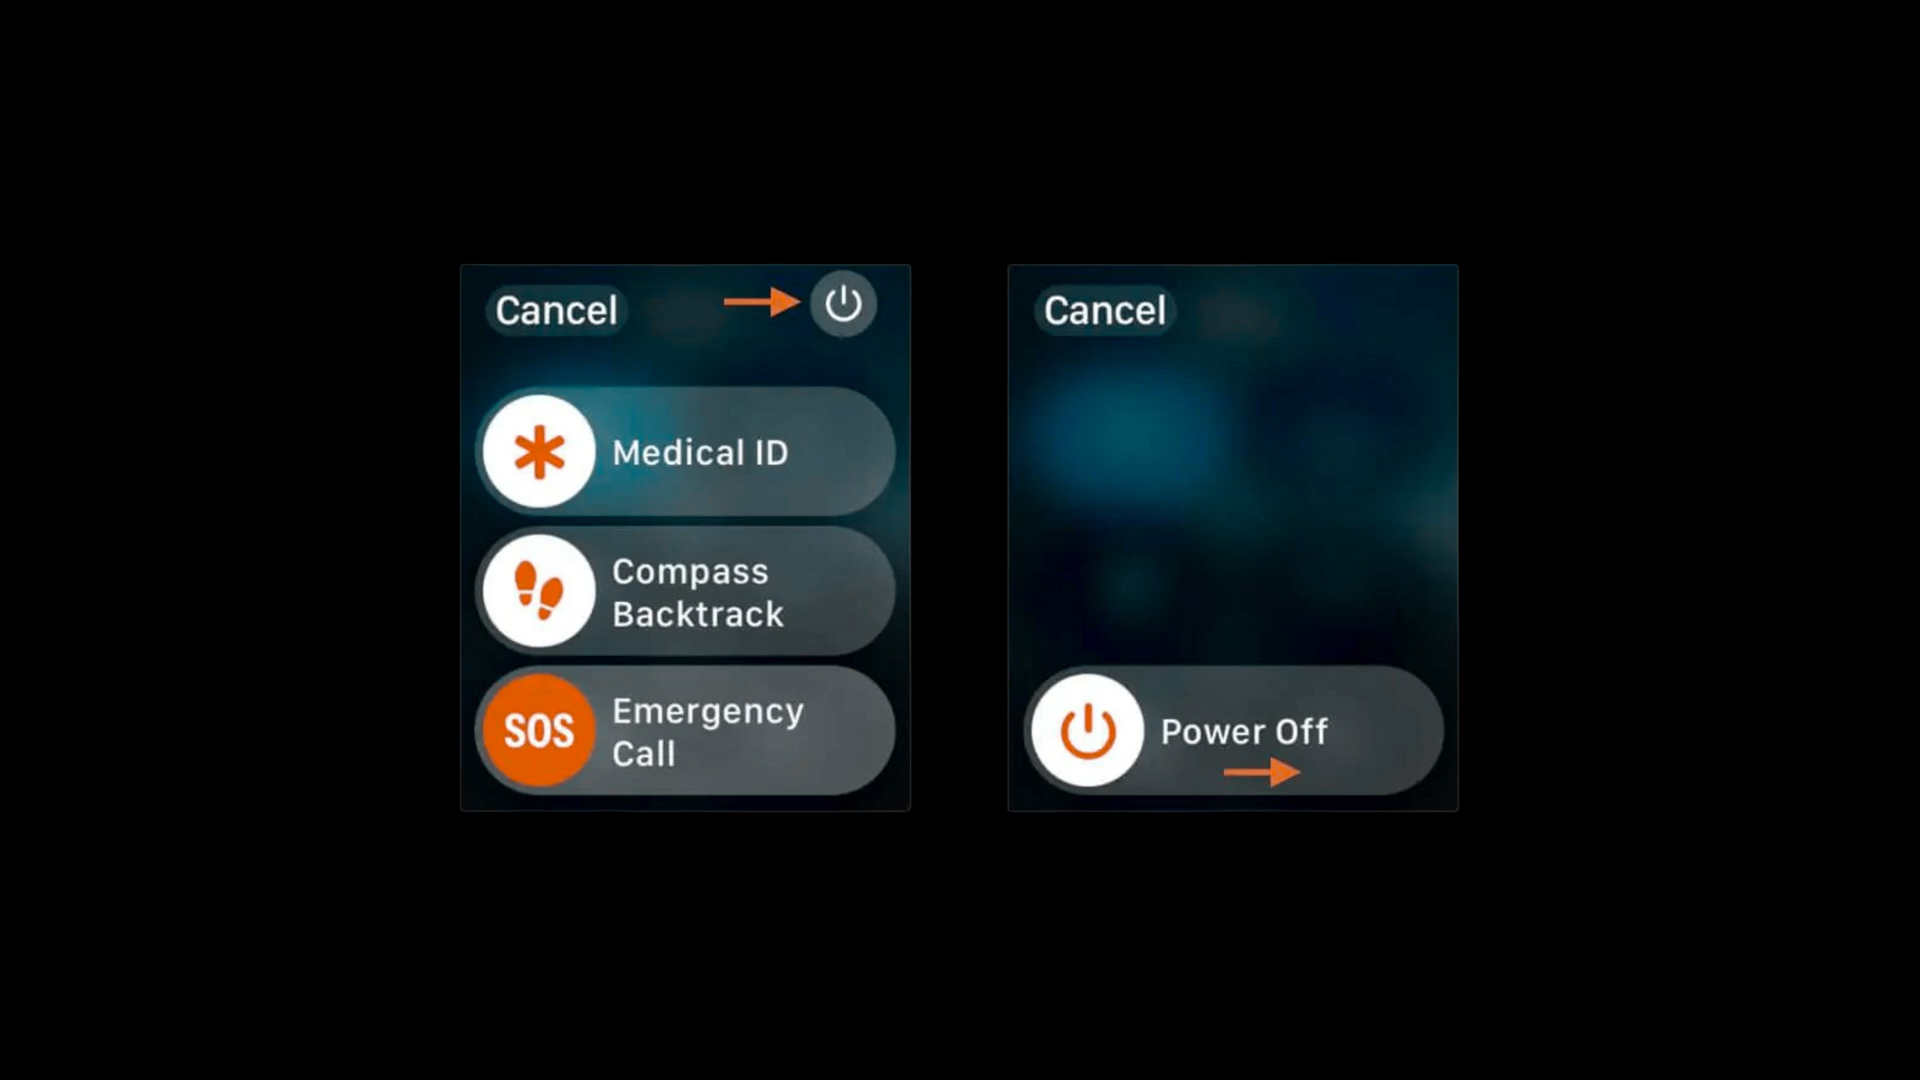 Cancel
Medical ID
Compass
Backtrack
SOS
Emergency
Call
Cancel
Power Off